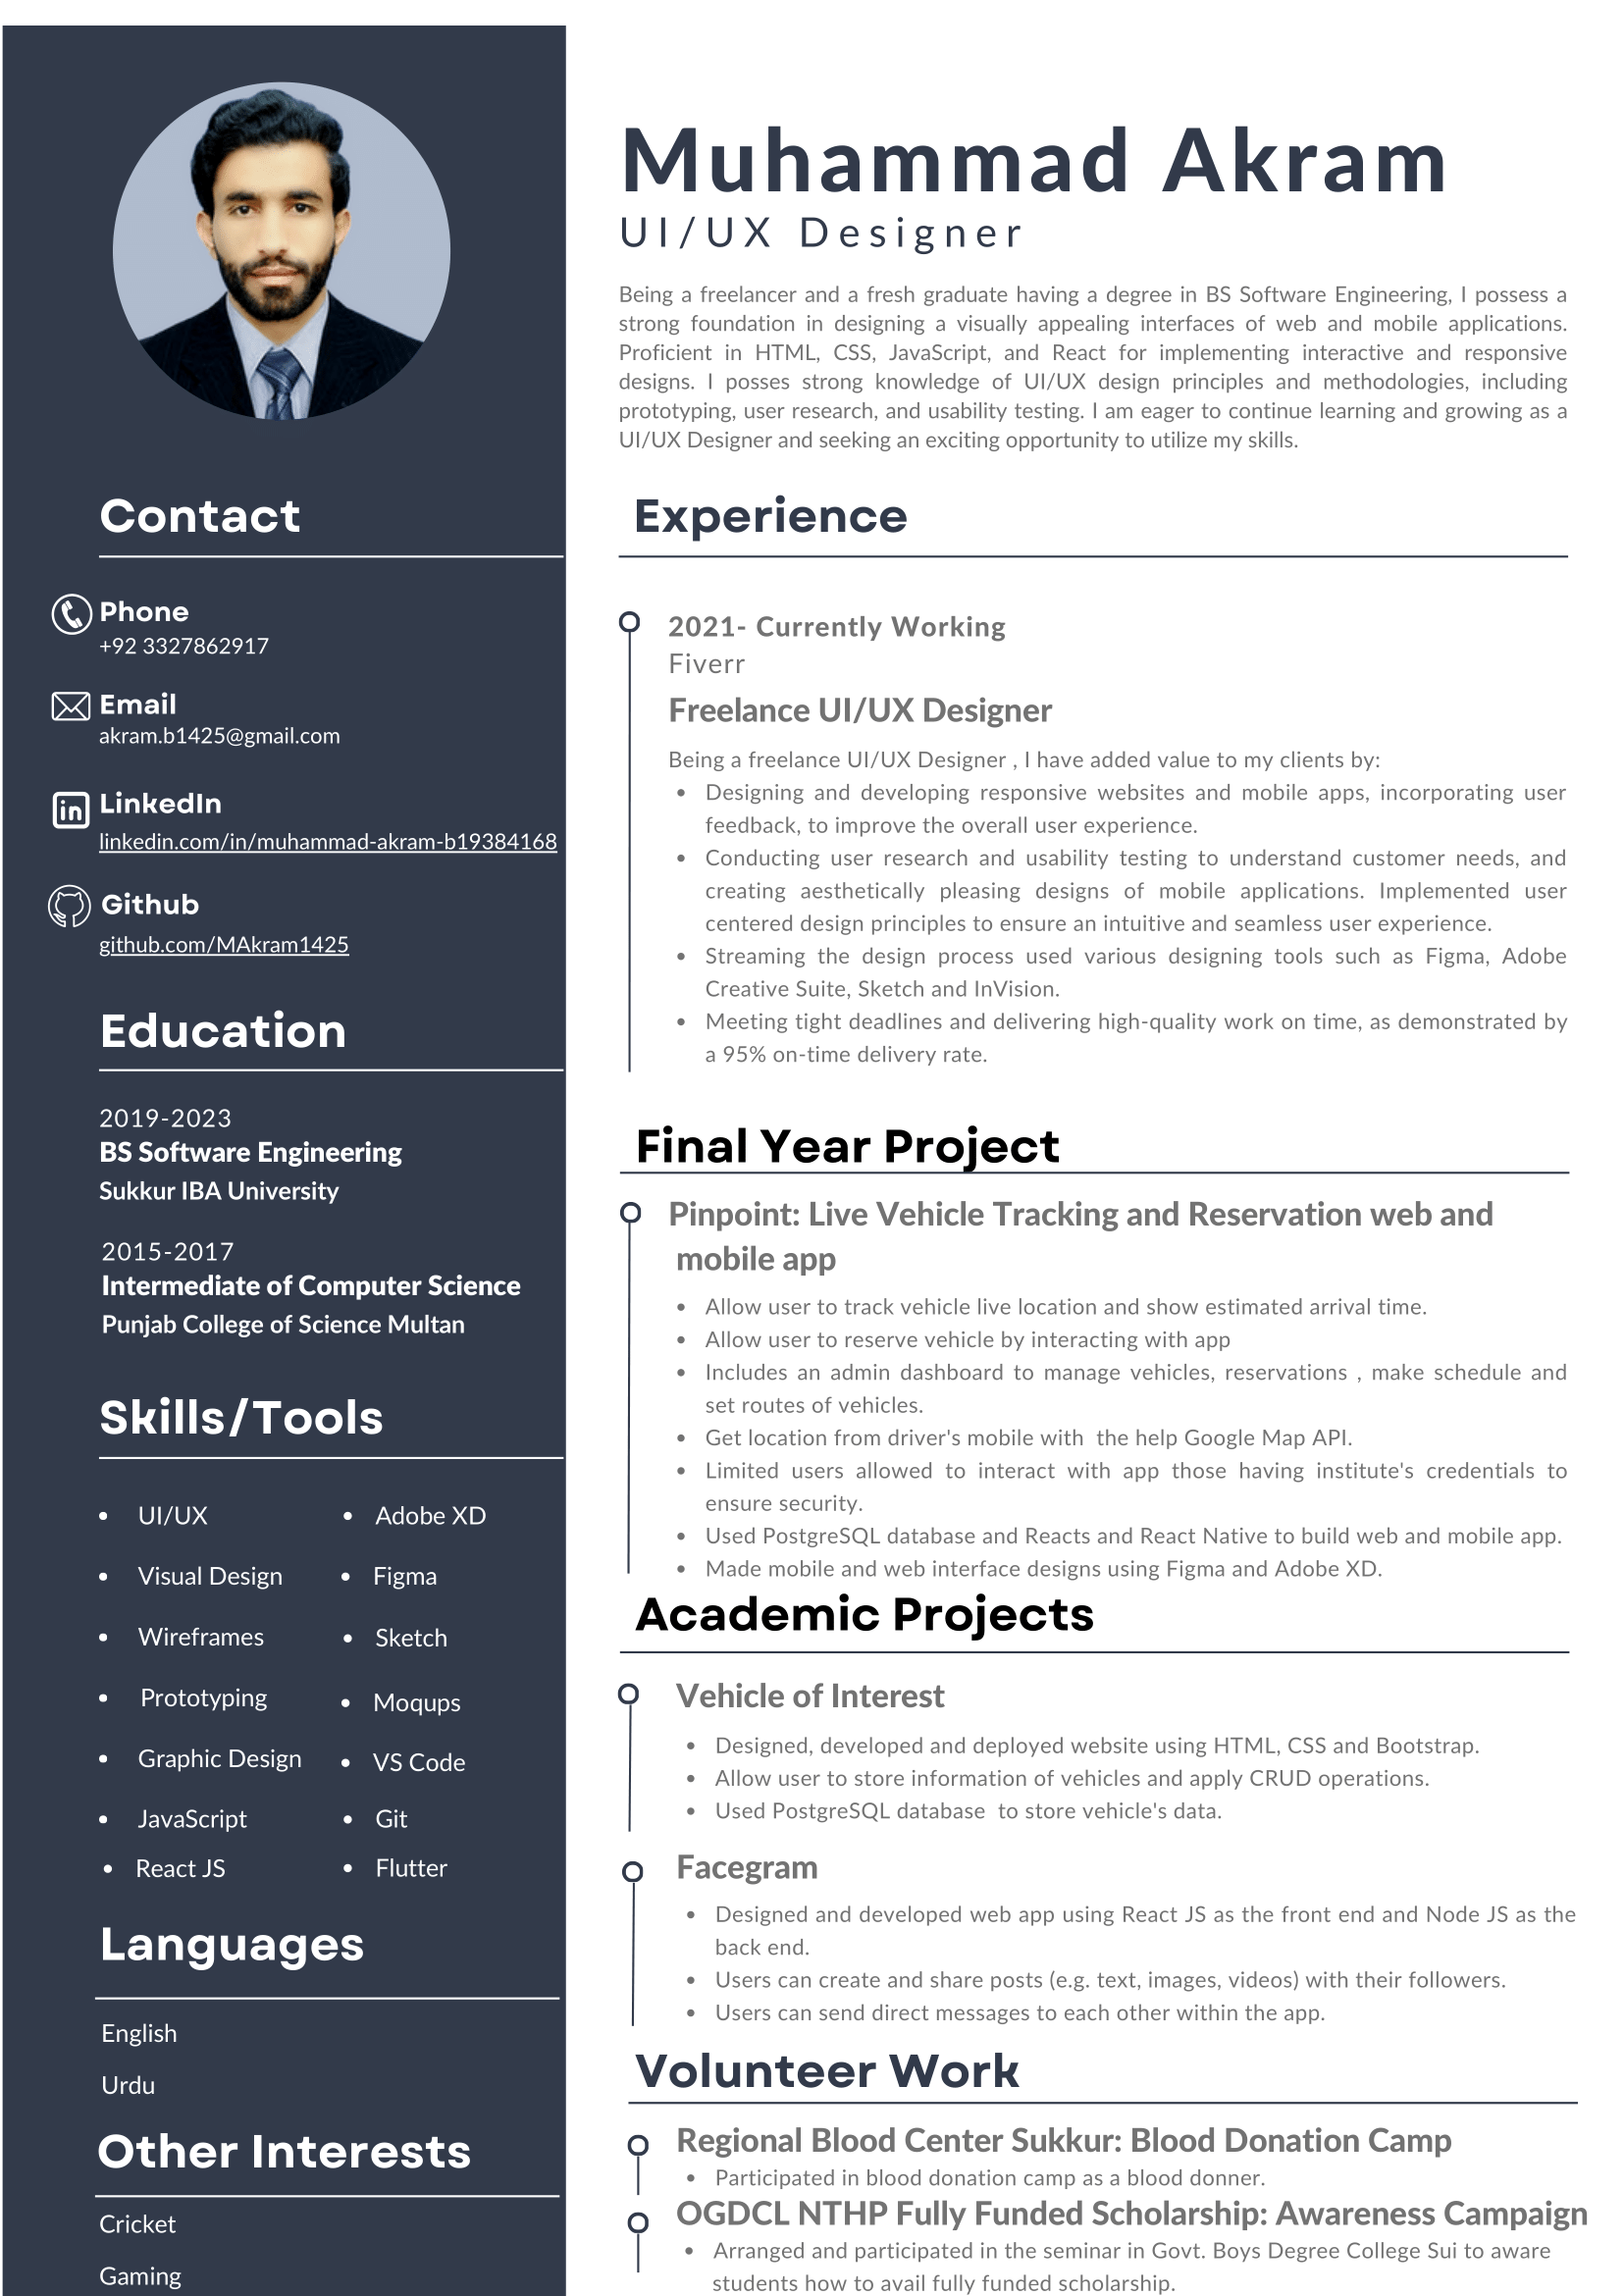 Muhammad Akram
UI/UX Designer
Being a freelancer and a fresh graduate having a degree in BS Software Engineering, I possess a
strong foundation in designing a visually appealing interfaces of web and mobile applications.
Proficient in HTML, CSS, JavaScript, and React for implementing interactive and responsive
designs. I posses strong knowledge of UI/UX design principles and methodologies, including
prototyping, user research, and usability testing. I am eager to continue learning and growing as a
UI/UX Designer and seeking an exciting opportunity to utilize my skills.
Contact
Phone
+92 3327862917
Email
akram.b1425@gmail.com
LinkedIn
linkedin.com/in/muhammad-akram-b19384168
Github
github.com/MAkram1425
Education
2019-2023
BS Software Engineering
Sukkur IBA University
2015-2017
Intermediate of Computer Science
Punjab College of Science Multan
Skills/Tools
• UI/UX
• Visual Design
• Wireframes
• Prototyping
• Graphic Design
• JavaScript
• React JS
• Adobe XD
• Figma
• Sketch
• Moqups
• VS Code
• Git
• Flutter
Languages
English
Urdu
Other Interests
Cricket
Gaming
Experience
2021- Currently Working
Fiverr
Freelance UI/UX Designer
Being a freelance UI/UX Designer , I have added value to my clients by:
• Designing and developing responsive websites and mobile apps, incorporating user
feedback, to improve the overall user experience.
• Conducting user research and usability testing to understand customer needs, and
creating aesthetically pleasing designs of mobile applications. Implemented user
centered design principles to ensure an intuitive and seamless user experience.
• Streaming the design process used various designing tools such as Figma, Adobe
Creative Suite, Sketch and InVision.
• Meeting tight deadlines and delivering high-quality work on time, as demonstrated by
a 95% on-time delivery rate.
Final Year Project
Pinpoint: Live Vehicle Tracking and Reservation web and
mobile app
• Allow user to track vehicle live location and show estimated arrival time.
• Allow user to reserve vehicle by interacting with app
• Includes an admin dashboard to manage vehicles, reservations , make schedule and
set routes of vehicles.
• Get location from driver's mobile with  the help Google Map API.
• Limited users allowed to interact with app those having institute's credentials to
ensure security.
• Used PostgreSQL database and Reacts and React Native to build web and mobile app.
• Made mobile and web interface designs using Figma and Adobe XD.
Academic Projects
Vehicle of Interest
• Designed, developed and deployed website using HTML, CSS and Bootstrap.
• Allow user to store information of vehicles and apply CRUD operations.
• Used PostgreSQL database  to store vehicle's data.
Facegram
• Designed and developed web app using React JS as the front end and Node JS as the
back end.
• Users can create and share posts (e.g. text, images, videos) with their followers.
• Users can send direct messages to each other within the app.
Volunteer Work
Regional Blood Center Sukkur: Blood Donation Camp
• Participated in blood donation camp as a blood donner.
OGDCL NTHP Fully Funded Scholarship: Awareness Campaign
• Arranged and participated in the seminar in Govt. Boys Degree College Sui to aware
students how to avail fully funded scholarship.